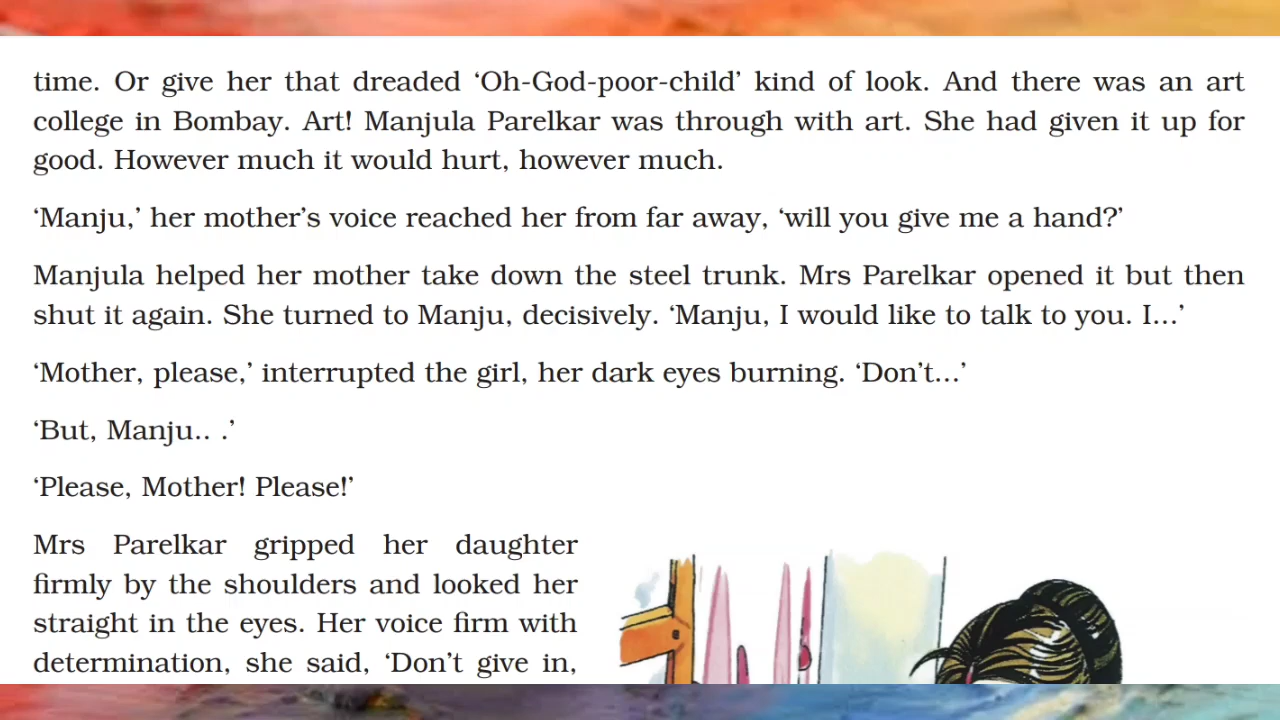 time. Or give her that dreaded ‘Oh-God-poor-child’ kind of look. And there was an art
college in Bombay. Art! Manjula Parelkar was through with art. She had given it up for
good. However much it would hurt, however much.
‘Manju,’ her mother’s voice reached her from far away, ‘will you give me a hand?’
Manjula helped her mother take down the steel trunk. Mrs Parelkar opened it but then
shut it again. She turned to Manju, decisively. ‘Manju, I would like to talk to you. I...’
‘Mother, please,’ interrupted the girl, her dark eyes burning. ‘Don’t...’
‘But, Manju.. .’
‘Please, Mother! Please!’
Mrs Parelkar gripped her daughter
firmly by the shoulders and looked her
straight in the eyes. Her voice firm with
determination, she said, ‘Don’t give in,